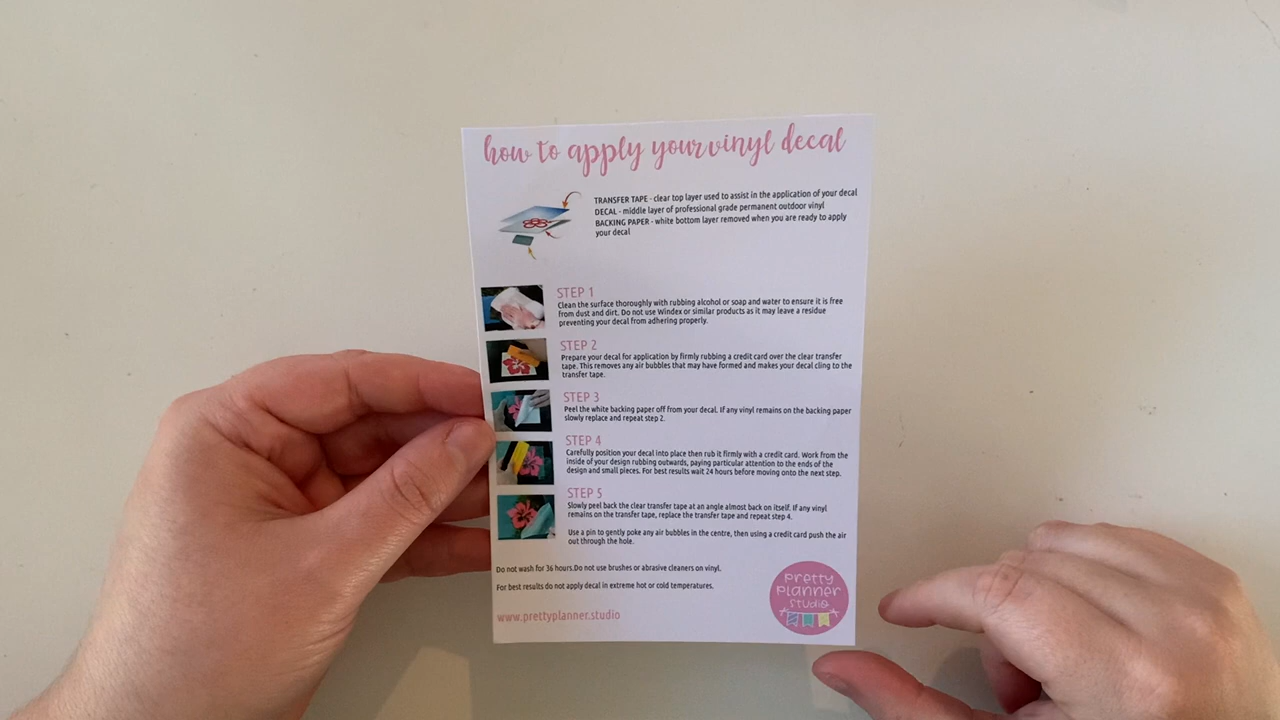 how to apply your vinyl decal
TRANSFER TAPE - clear top layer used to assist in the application of your decal
DECAL - middle layer of professional grade permanent outdoor vinyl
BACKING PAPER - white bottom layer removed when you are ready to apply
your decal
STEP 1
Clean the surface thoroughly with rubbing alcohol or soap and water to ensure it is free
from dust and dirt. Do not use Windex or similar products as it may leave a residue
preventing your decal from adhering properly.
STEP 2
Prepare your decal for application by firmly rubbing a credit card over the clear transfer
tape. This removes any air bubbles that may have formed and makes your decal cling to the
transfer tape.
STEP 3
Peel the white backing paper off from your decal. If any vinyl remains on the backing paper
slowly replace and repeat step 2.
STEP 4
Carefully position your decal into place then rub it firmly with a credit card. Work from the
inside of your design rubbing outwards, paying particular attention to the ends of the
design and small pieces. For best results wait 24 hours before moving onto the next step.
STEP 5
Slowly peel back the clear transfer tape at an angle almost back on itself. If any vinyl
remains on the transfer tape, replace the transfer tape and repeat step 4.
Use a pin to gently poke any air bubbles in the centre, then using a credit card push the air
out through the hole.
Do not wash for 36 hours.Do not use brushes or abrasive cleaners on vinyl.
For best results do not apply decal in extreme hot or cold temperatures.
www.prettyplanner.studio
Pretty
Planner
Studio